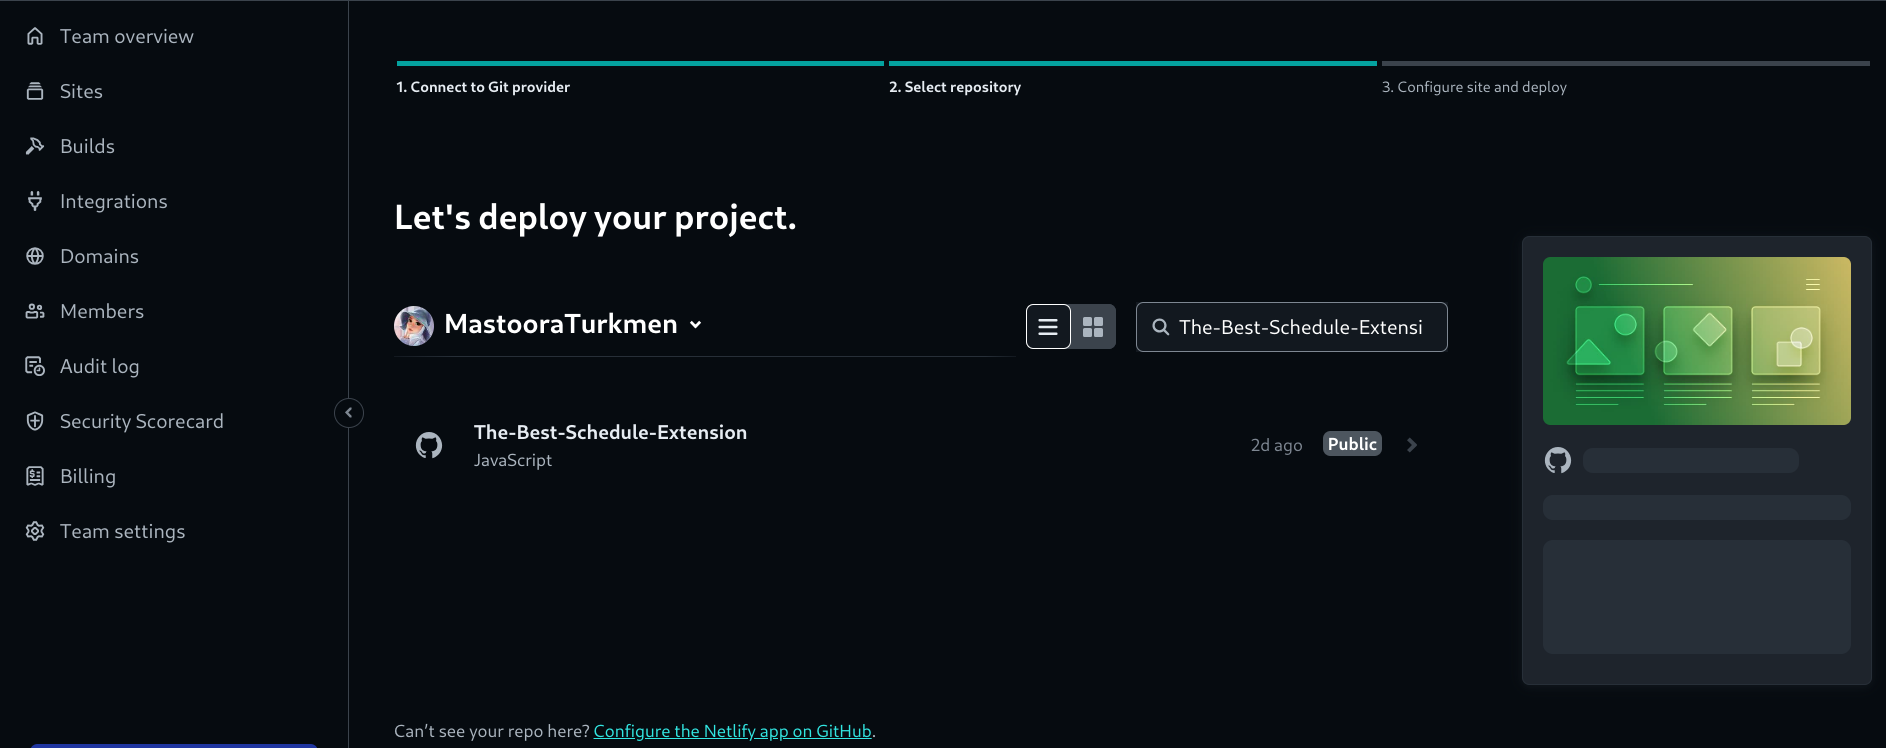 Team overview
Sites
Builds
Integrations
Domains
Members
Audit log
Security Scorecard
Billing
Team settings
1. Connect to Git provider
2. Select repository
3. Configure site and deploy
Let's deploy your project.
MastooraTurkmen
The-Best-Schedule-Extensi
The-Best-Schedule-Extension
JavaScript
2d ago
Public
Can't see your repo here? Configure the Netlify app on GitHub.